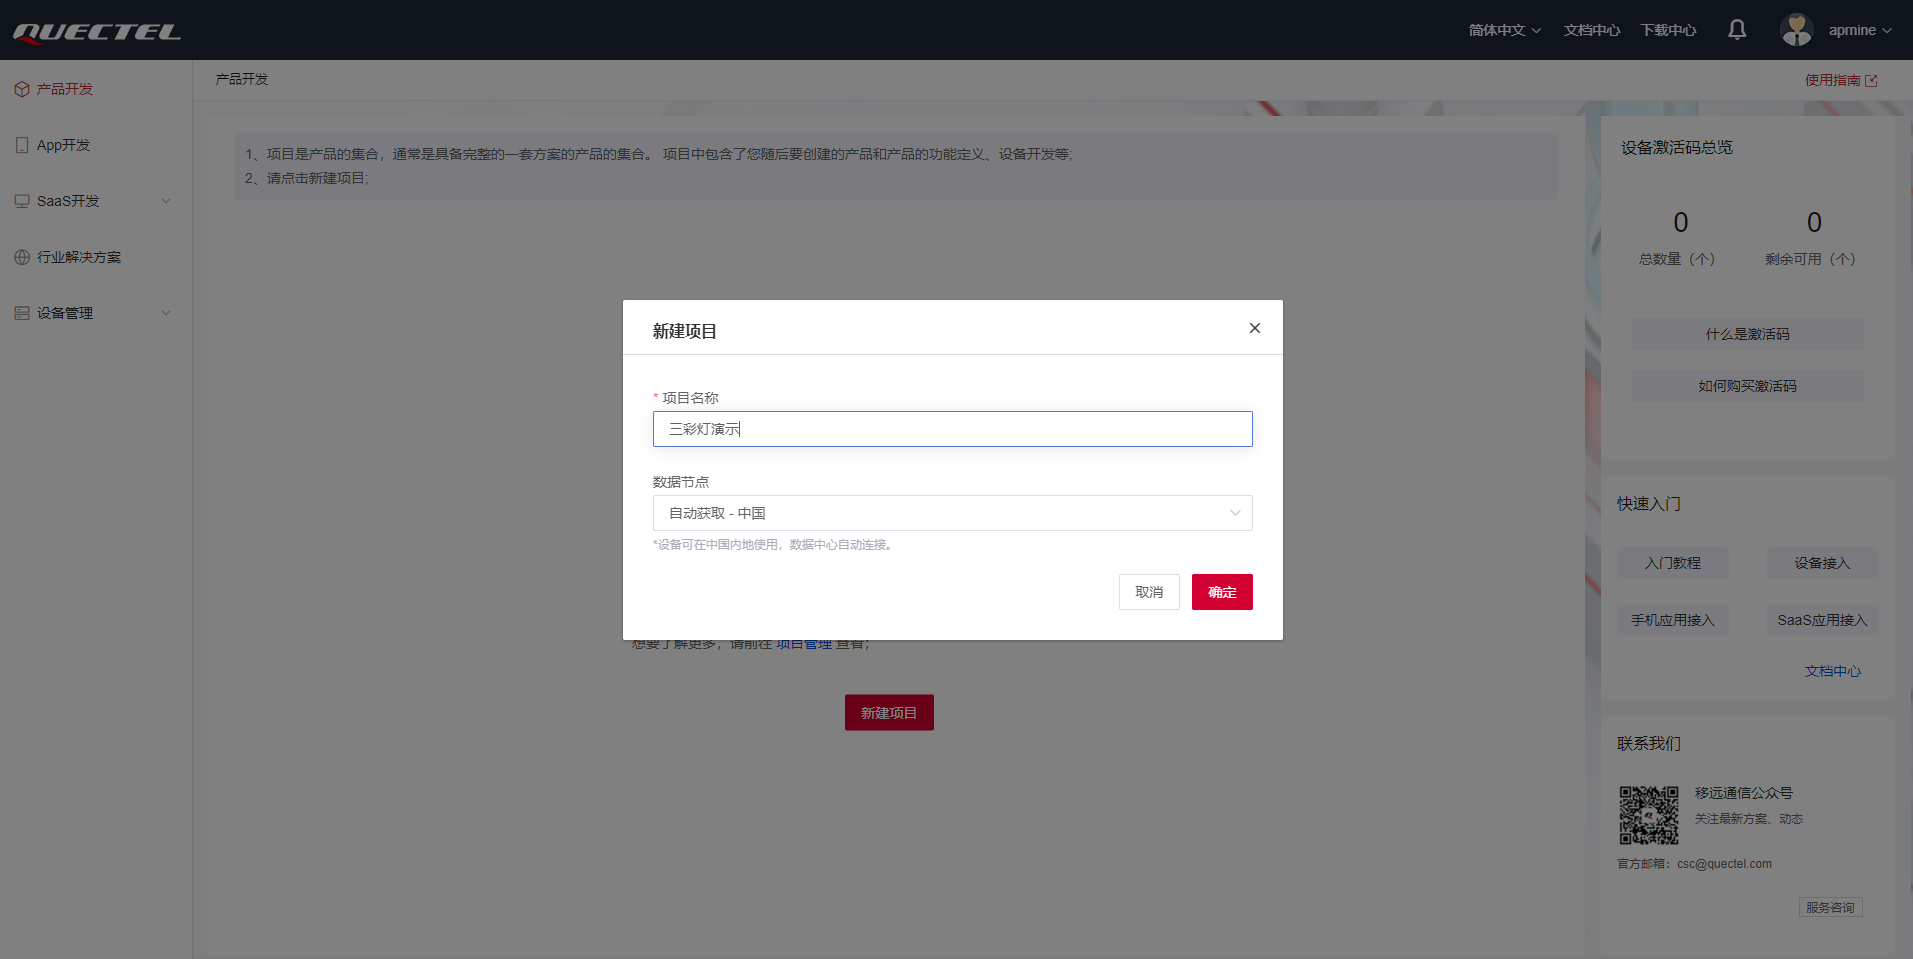 QUECTEL
简体中文
文档中心
下载中心
aprnine
产品开发
App开发
SaaS开发
行业解决方案
设备管理
产品开发
使用指南
1、项目是产品的集合，通常是具备完整的一套方案的产品的集合。 项目中包含了您随后要创建的产品和产品的功能定义、设备开发等;
2、请点击新建项目;
新建项目
* 项目名称
三彩灯演示
数据节点
自动获取 - 中国
*设备可在中国内地使用，数据中心自动连接。
取消
确定
想要了解更多，请前往 项目管理 查看;
新建项目
设备激活码总览
0
0
总数量（个）
剩余可用（个）
什么是激活码
如何购买激活码
快速入门
入门教程
设备接入
手机应用接入
SaaS应用接入
文档中心
联系我们
移远通信公众号
关注最新方案、动态
官方邮箱：csc@quectel.com
服务咨询